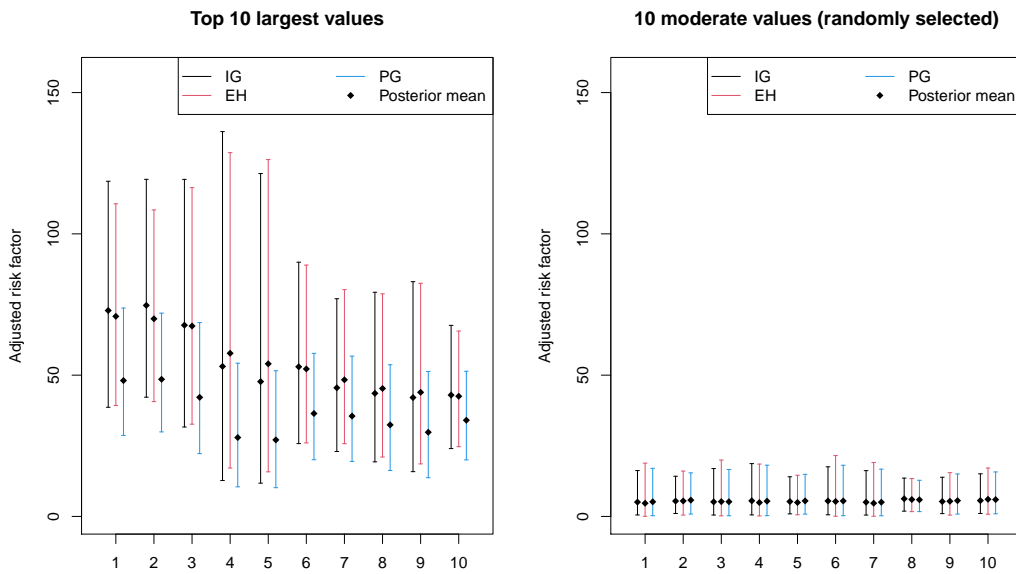 Top 10 largest values
IG
EH
PG
Posterior mean
Adjusted risk factor
0
50
100
150
1 2 3 4 5 6 7 8 9 10
10 moderate values (randomly selected)
IG
EH
PG
Posterior mean
Adjusted risk factor
0
50
100
150
1 2 3 4 5 6 7 8 9 10